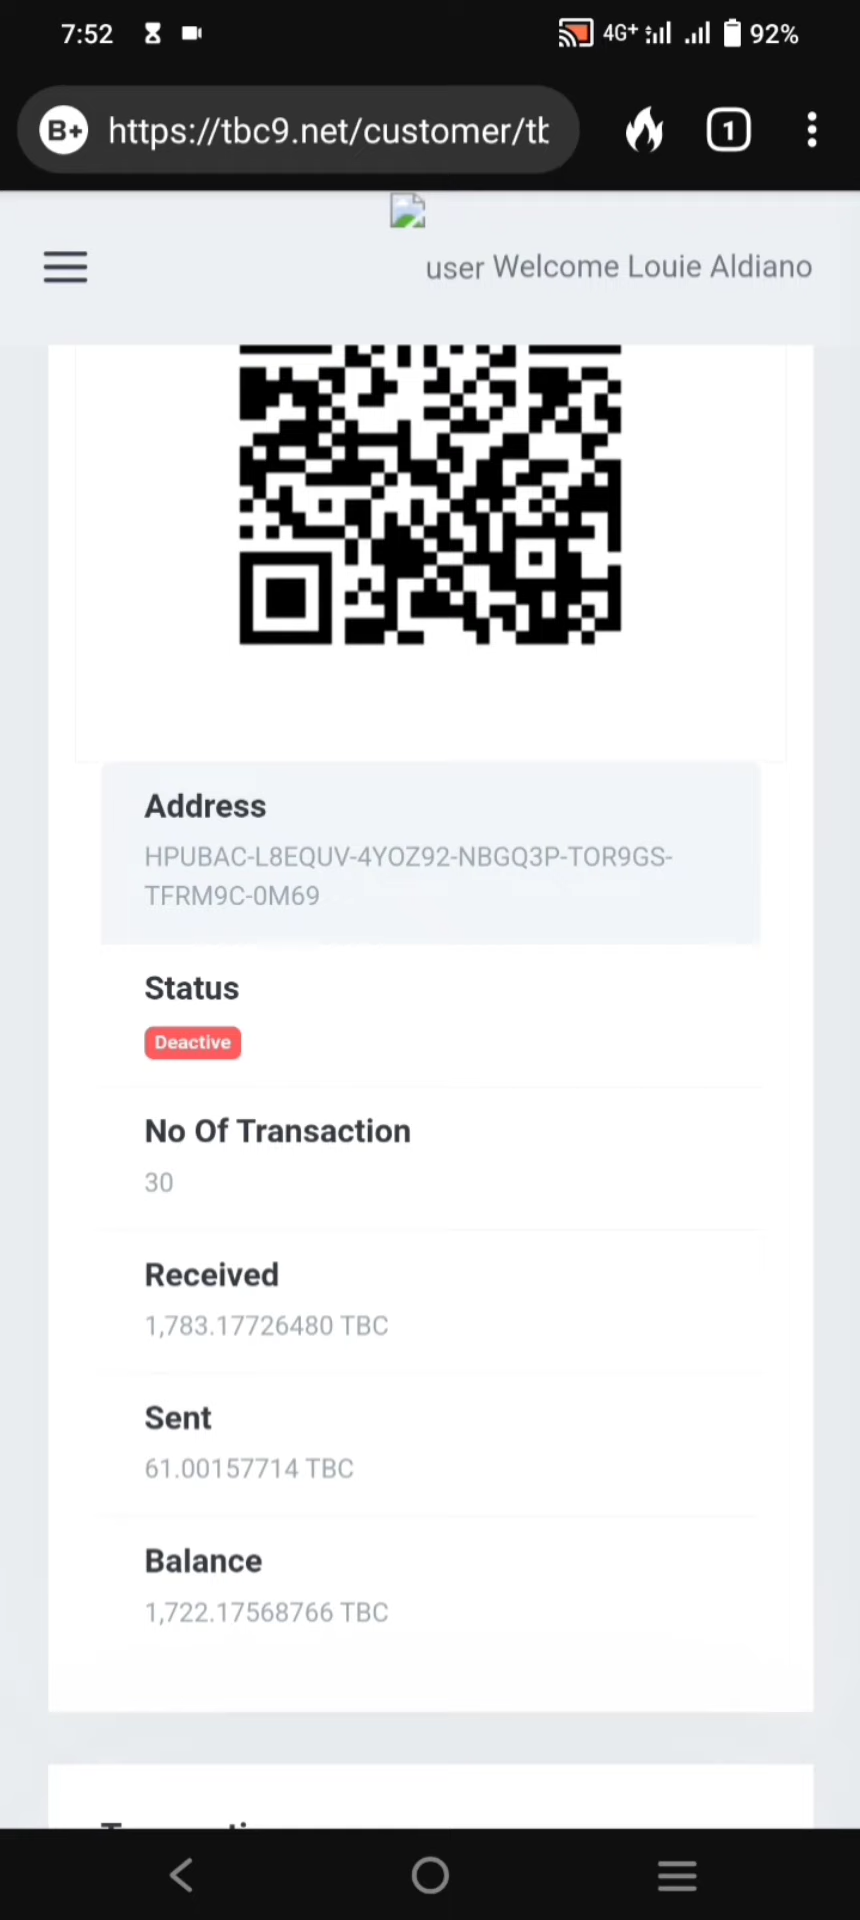 7:52 4G+ 92%
B+ https://tbc9.net/customer/tb 1
user Welcome Louie Aldiano
Address
HPUBAC-L8EQUV-4YOZ92-NBGQ3P-TOR9GS-
TFRM9C-0M69
Status
Deactive
No Of Transaction
30
Received
1,783.17726480 TBC
Sent
61.00157714 TBC
Balance
1,722.17568766 TBC